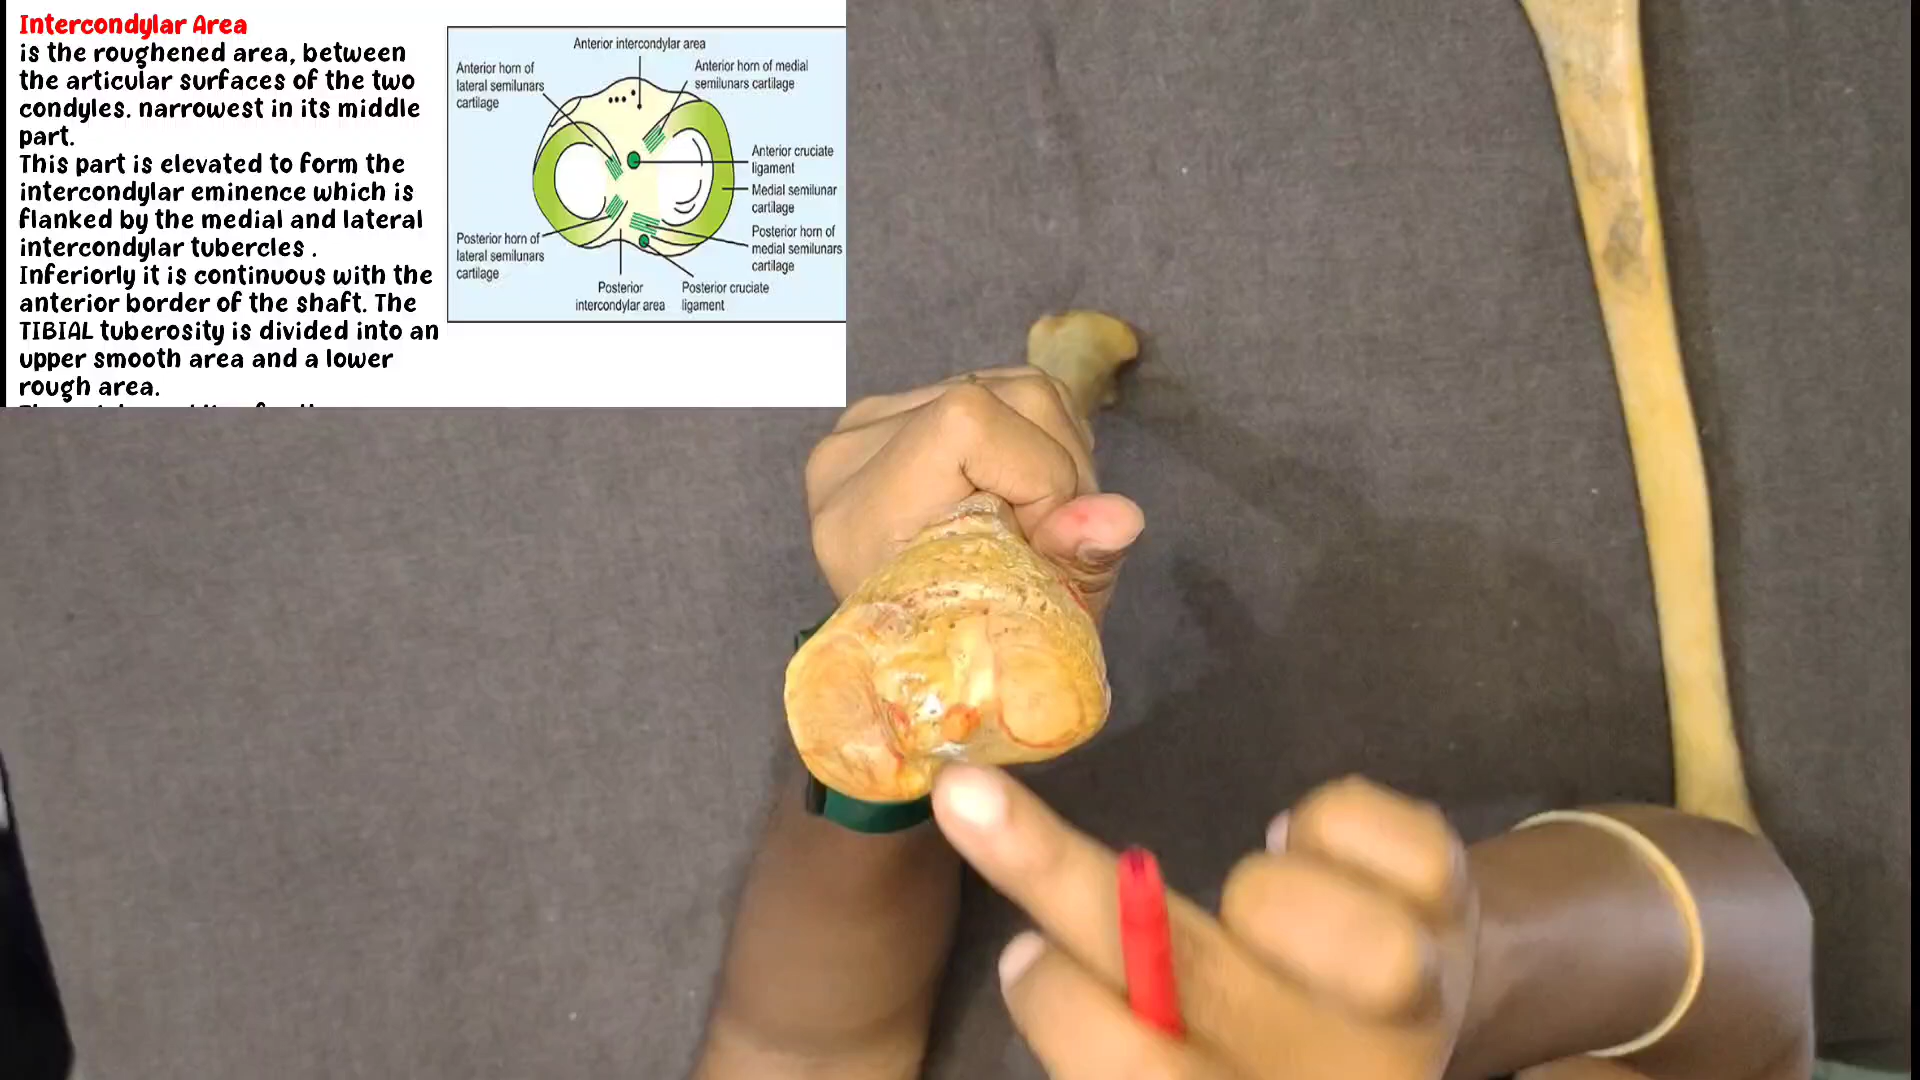 Intercondylar Area
is the roughened area, between
the articular surfaces of the two
condyles. narrowest in its middle
part.
This part is elevated to form the
intercondylar eminence which is
flanked by the medial and lateral
intercondylar tubercles .
Inferiorly it is continuous with the
anterior border of the shaft. The
TIBIAL tuberosity is divided into an
upper smooth area and a lower
rough area.
Anterior intercondylar area
Anterior horn of
lateral semilunars
cartilage
Anterior horn of medial
semilunars cartilage
Anterior cruciate
ligament
Medial semilunar
cartilage
Posterior horn of
medial semilunars
cartilage
Posterior horn of
lateral semilunars
cartilage
Posterior
intercondylar area
Posterior cruciate
ligament